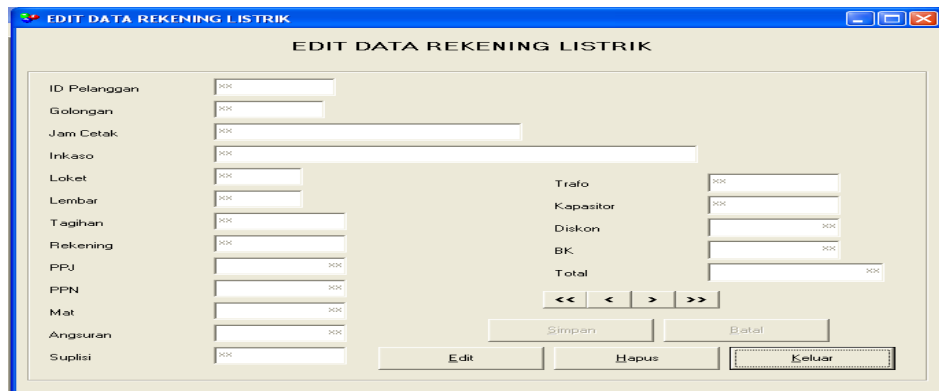 EDIT DATA REKENING LISTRIK
EDIT DATA REKENING LISTRIK
ID Pelanggan xx
Golongan xx
Jam Cetak xx
Inkaso xx
Loket xx
Lembar xx
Tagihan xx
Rekening xx
PPJ xx
PPN xx
Mat xx
Angsuran xx
Suplisi xx
Trafo xx
Kapasitor xx
Diskon xx
BK xx
Total xx
<< < > >>
Simpan Batal
Edit Hapus Keluar